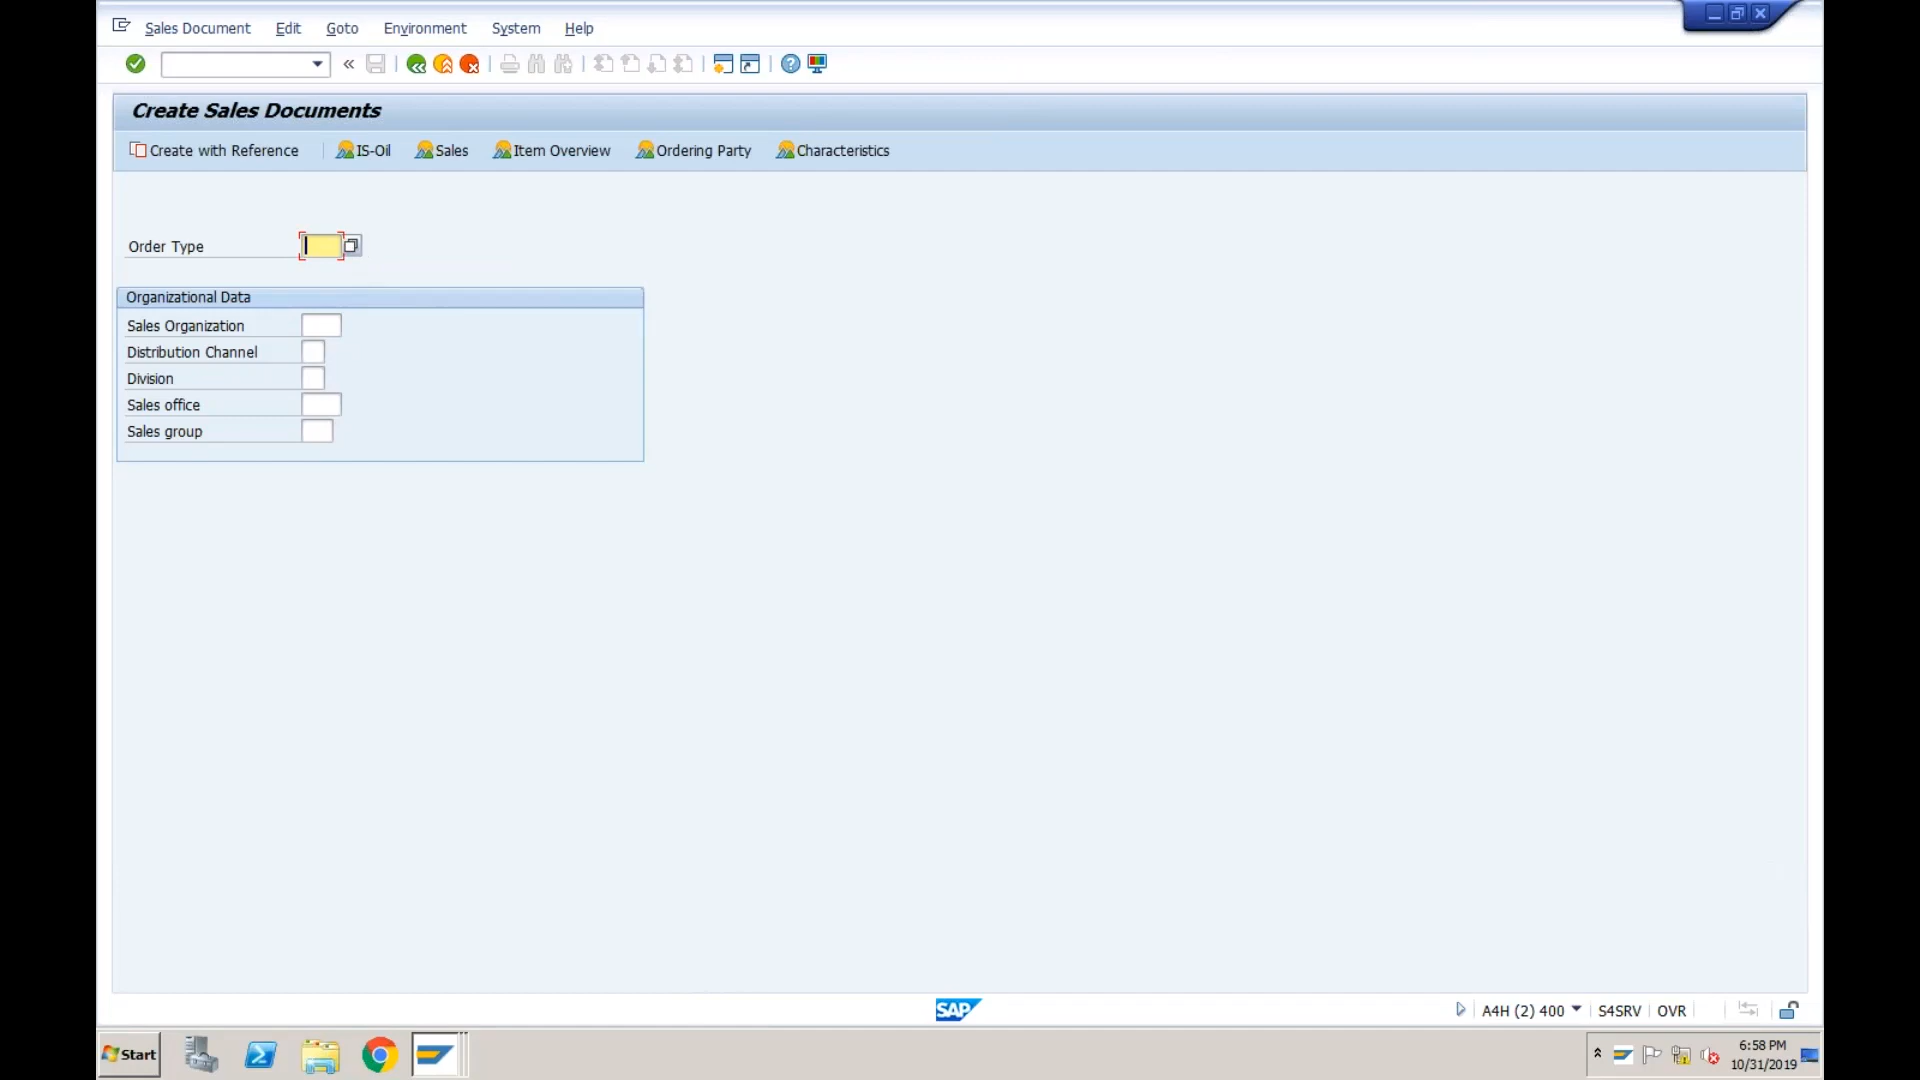 Sales Document Edit Goto Environment System Help
Create Sales Documents
Create with Reference IS-Oil Sales Item Overview Ordering Party Characteristics
Order Type
Organizational Data
Sales Organization
Distribution Channel
Division
Sales office
Sales group
SAP
A4H (2) 400 S4SRV OVR
Start
6:58 PM
10/31/2019